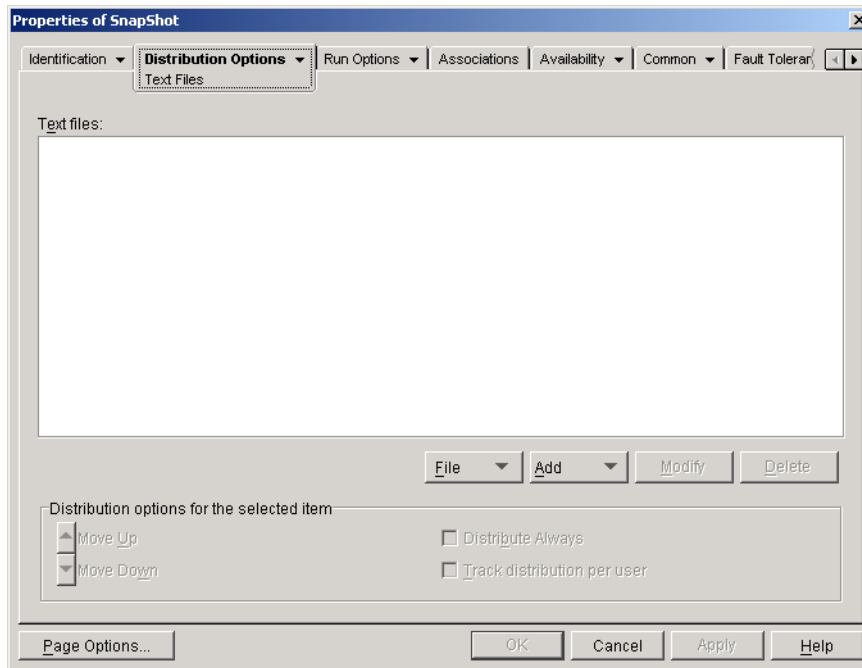 Properties of SnapShot
Identification Distribution Options Run Options Associations Availability Common Fault Toleran
Text Files
Text files:
File Add Modify Delete
Distribution options for the selected item
Move Up Distribute Always
Move Down Track distribution per user
Page Options... OK Cancel Apply Help